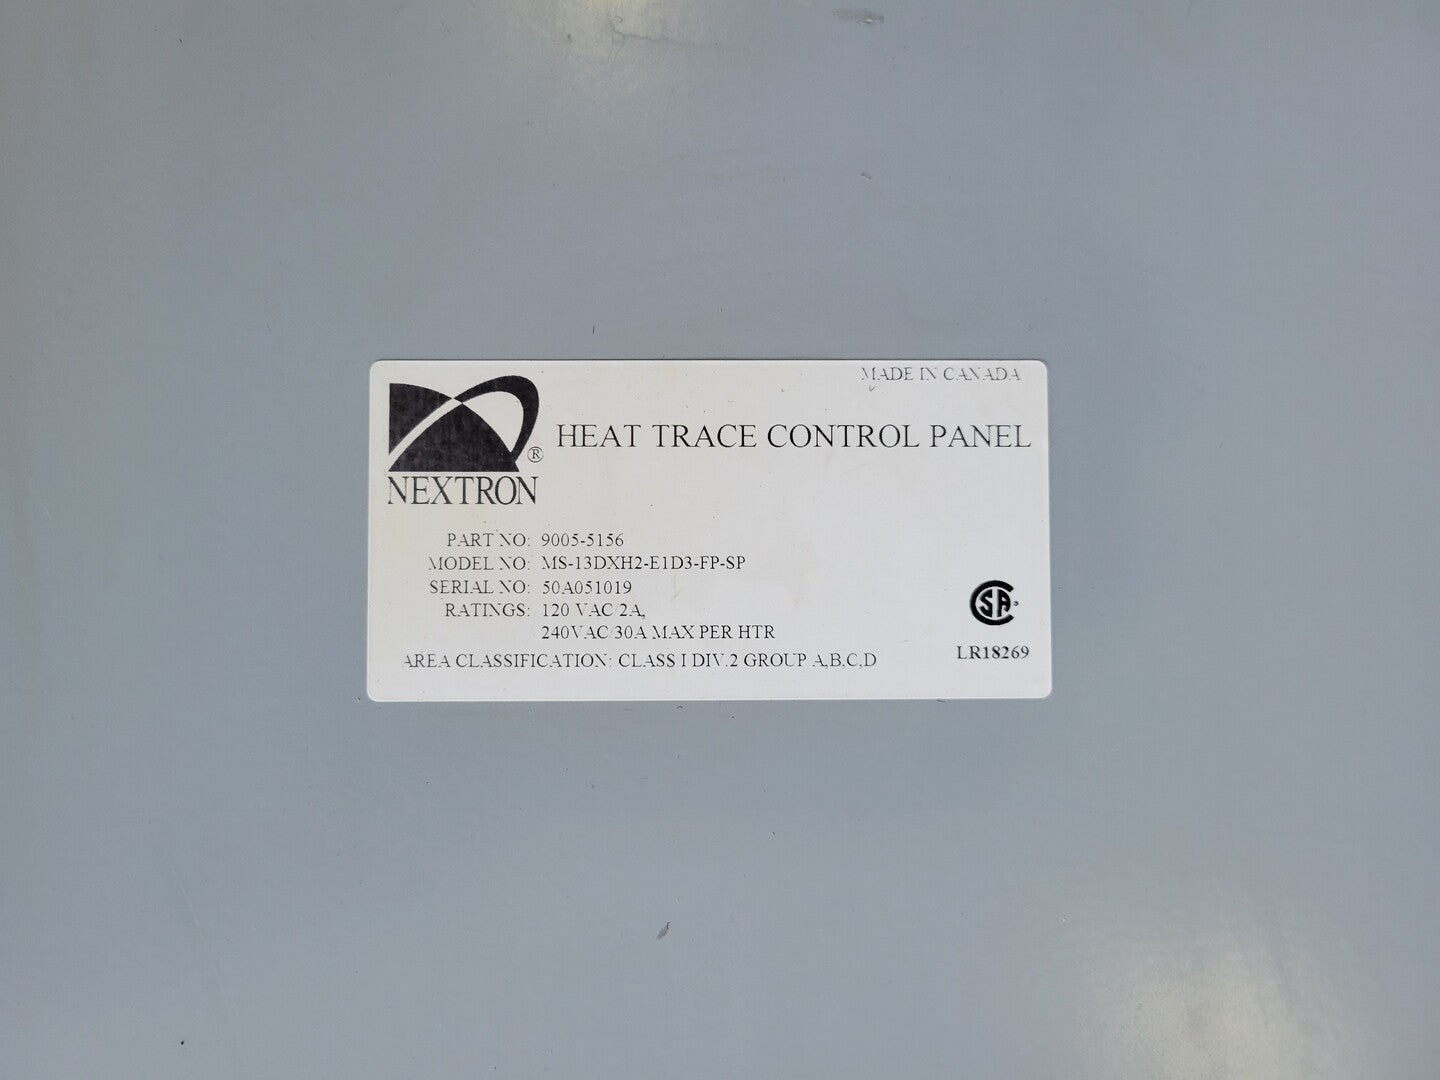 MADE IN CANADA
HEAT TRACE CONTROL PANEL
®
NEXTRON
PART NO: 9005-5156
MODEL NO: MS-13DXH2-E1D3-FP-SP
SERIAL NO: 50A051019
RATINGS: 120 VAC 2A,
240VAC/30A MAX PER HTR
AREA CLASSIFICATION: CLASS I DIV.2 GROUP A,B,C,D
CSA
LR18269